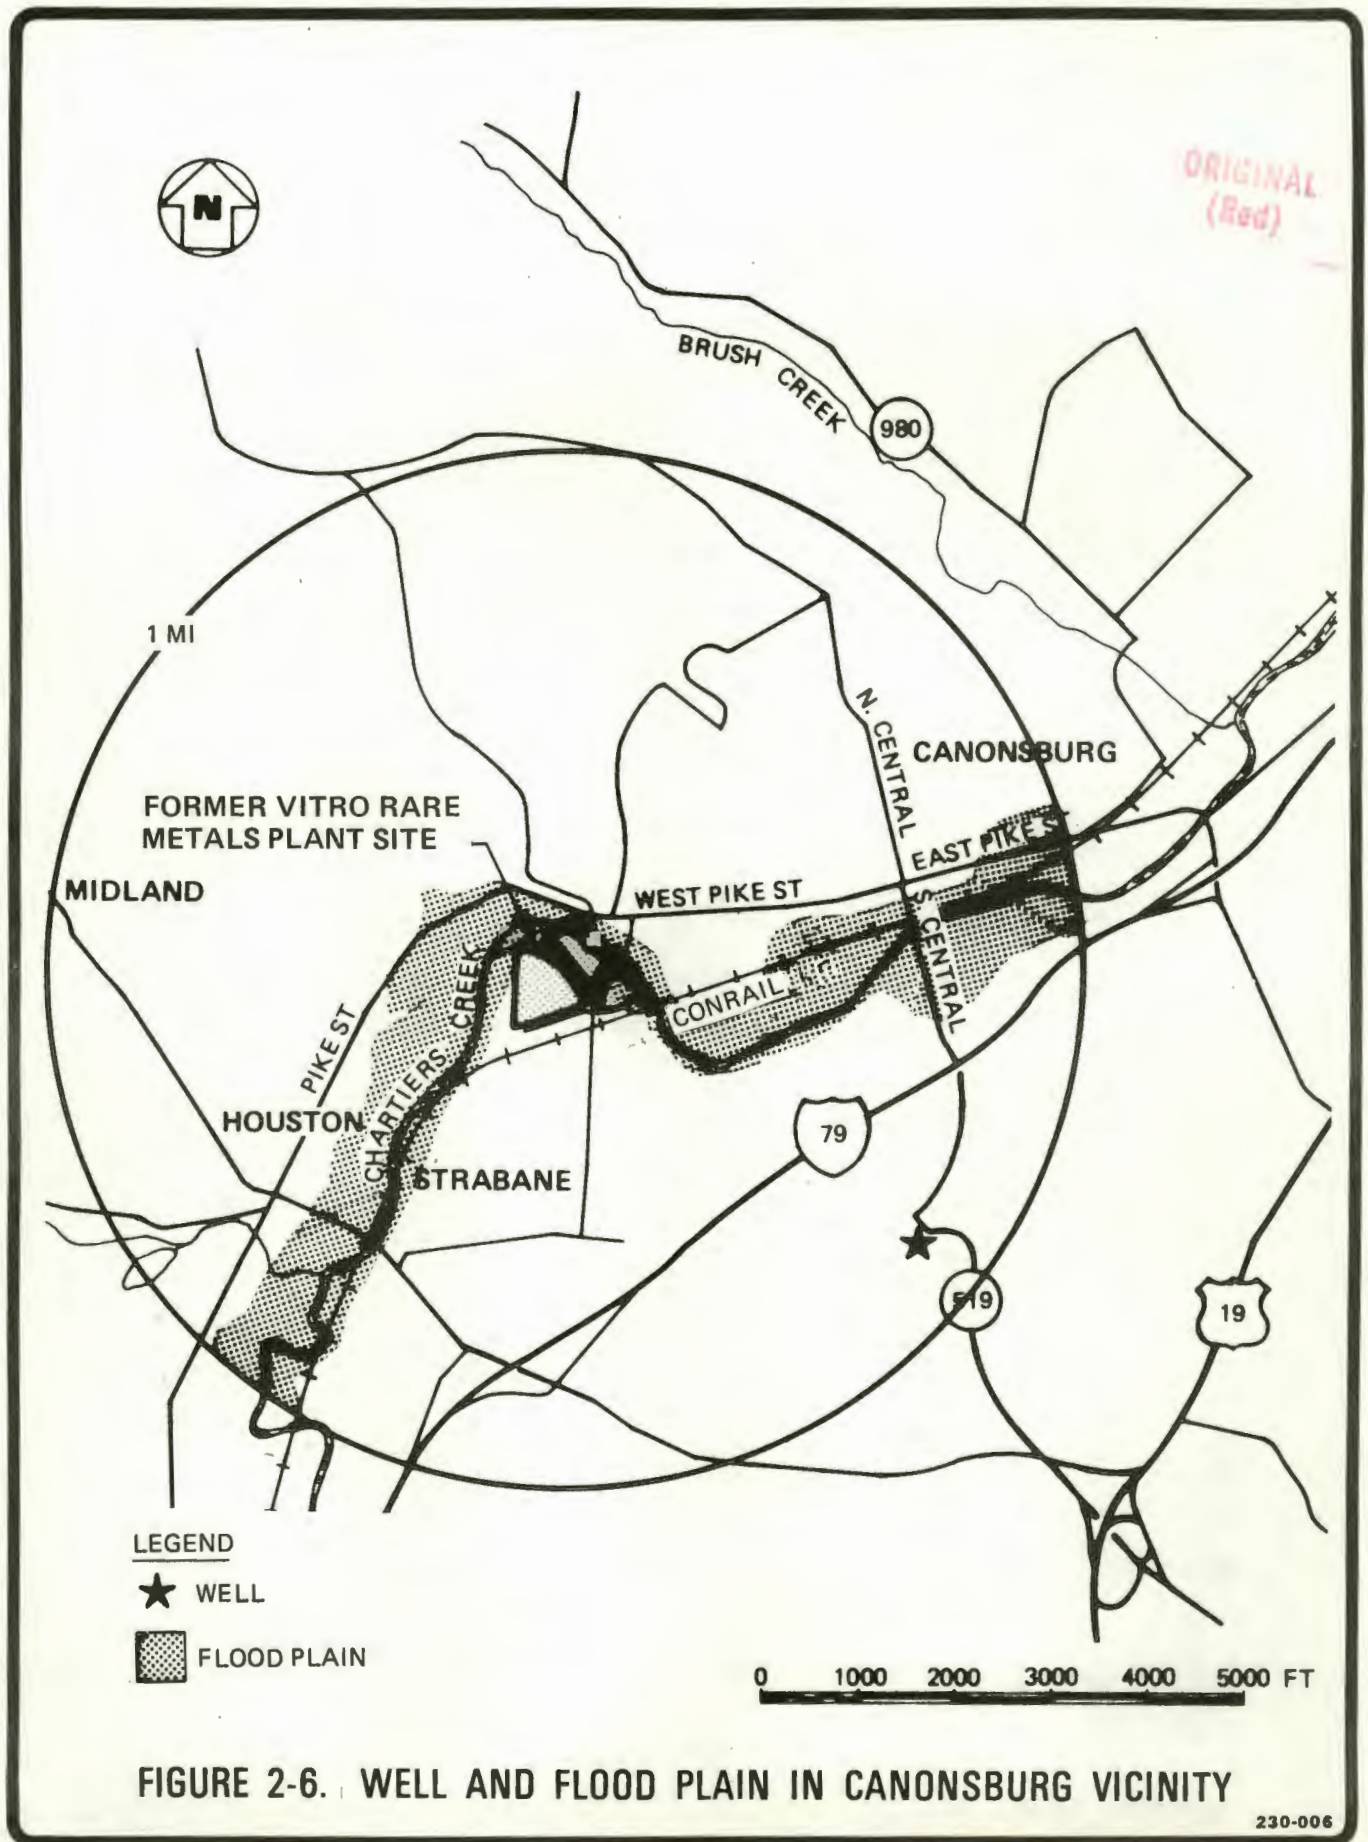 ORIGINAL
(Red)
N
BRUSH CREEK
980
1 MI
N. CENTRAL
CANONSBURG
FORMER VITRO RARE
METALS PLANT SITE
EAST PIKE S
MIDLAND
WEST PIKE ST
S CENTRAL
CONRAIL
PIKE ST
CHARTIERS CREEK
HOUSTON
79
STRABANE
519
19
LEGEND
WELL
FLOOD PLAIN
0 1000 2000 3000 4000 5000 FT
FIGURE 2-6. WELL AND FLOOD PLAIN IN CANONSBURG VICINITY
230-006